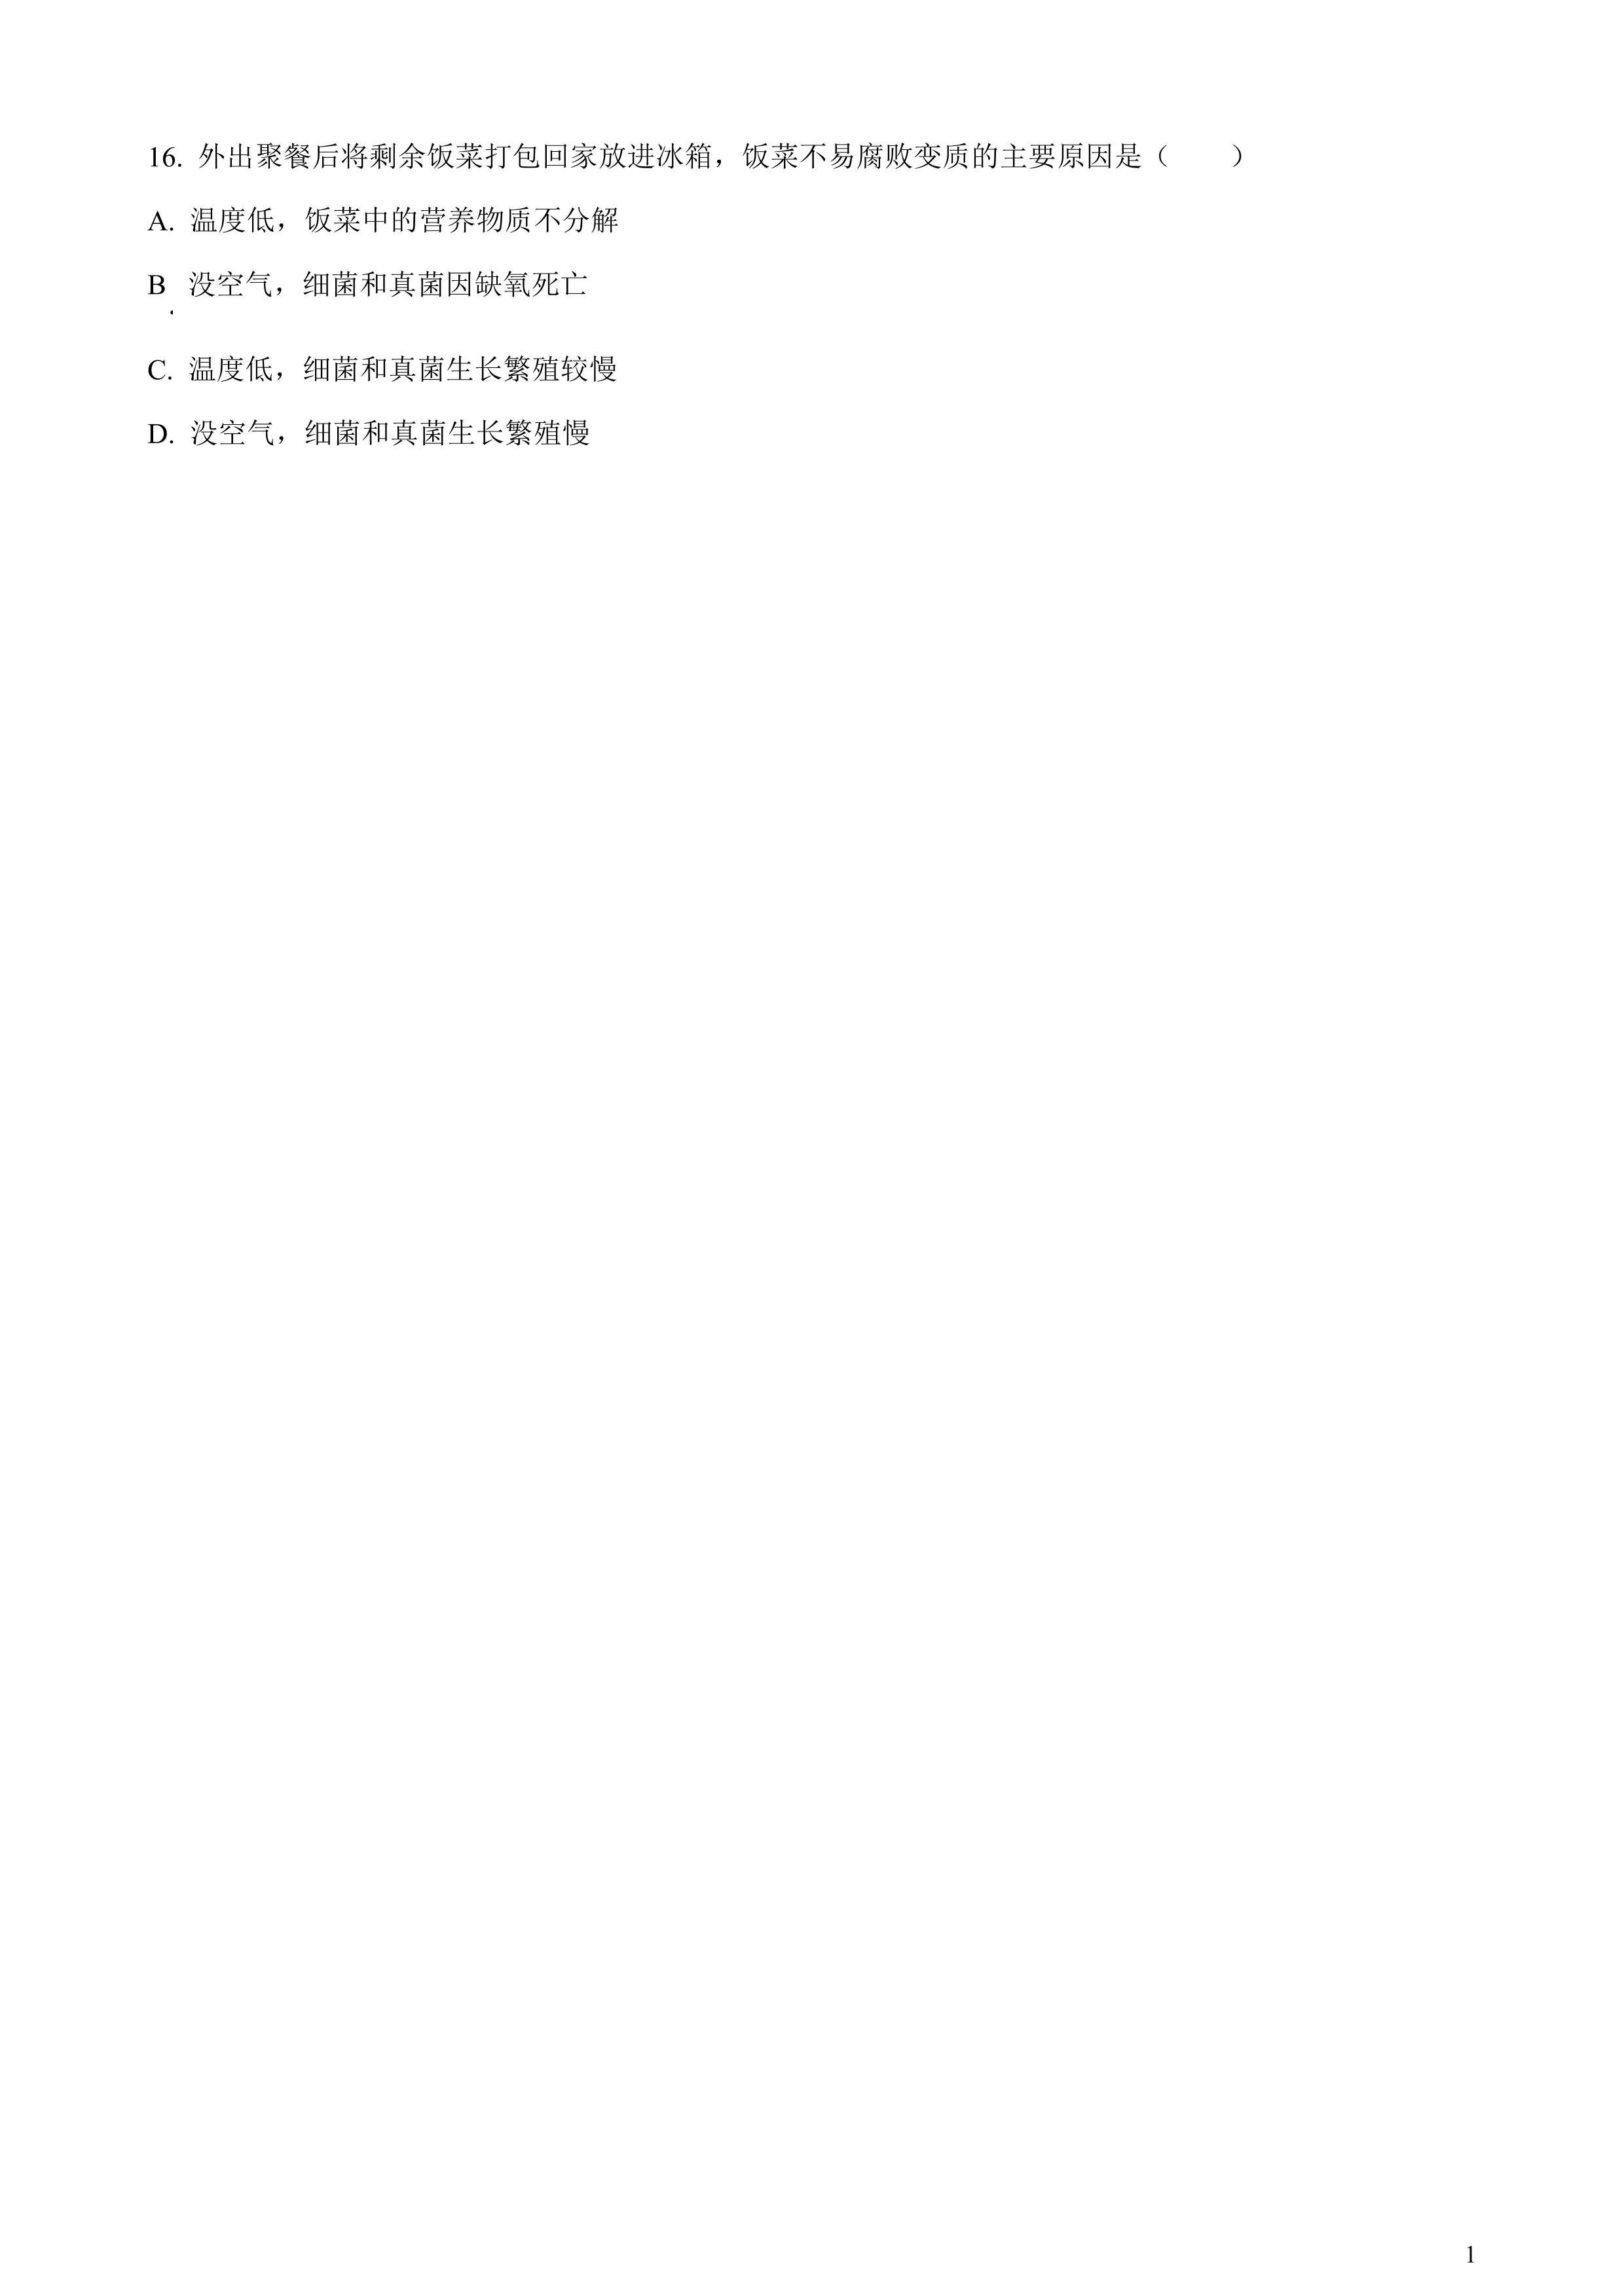 16. 外出聚餐后将剩余饭菜打包回家放进冰箱，饭菜不易腐败变质的主要原因是（　　）
A. 温度低，饭菜中的营养物质不分解
B. 没空气，细菌和真菌因缺氧死亡
C. 温度低，细菌和真菌生长繁殖较慢
D. 没空气，细菌和真菌生长繁殖慢
1